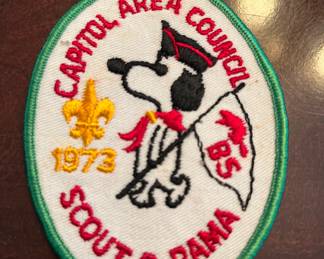 CAPITOL AREA COUNCIL
1973
BS
SCOUT O RAMA